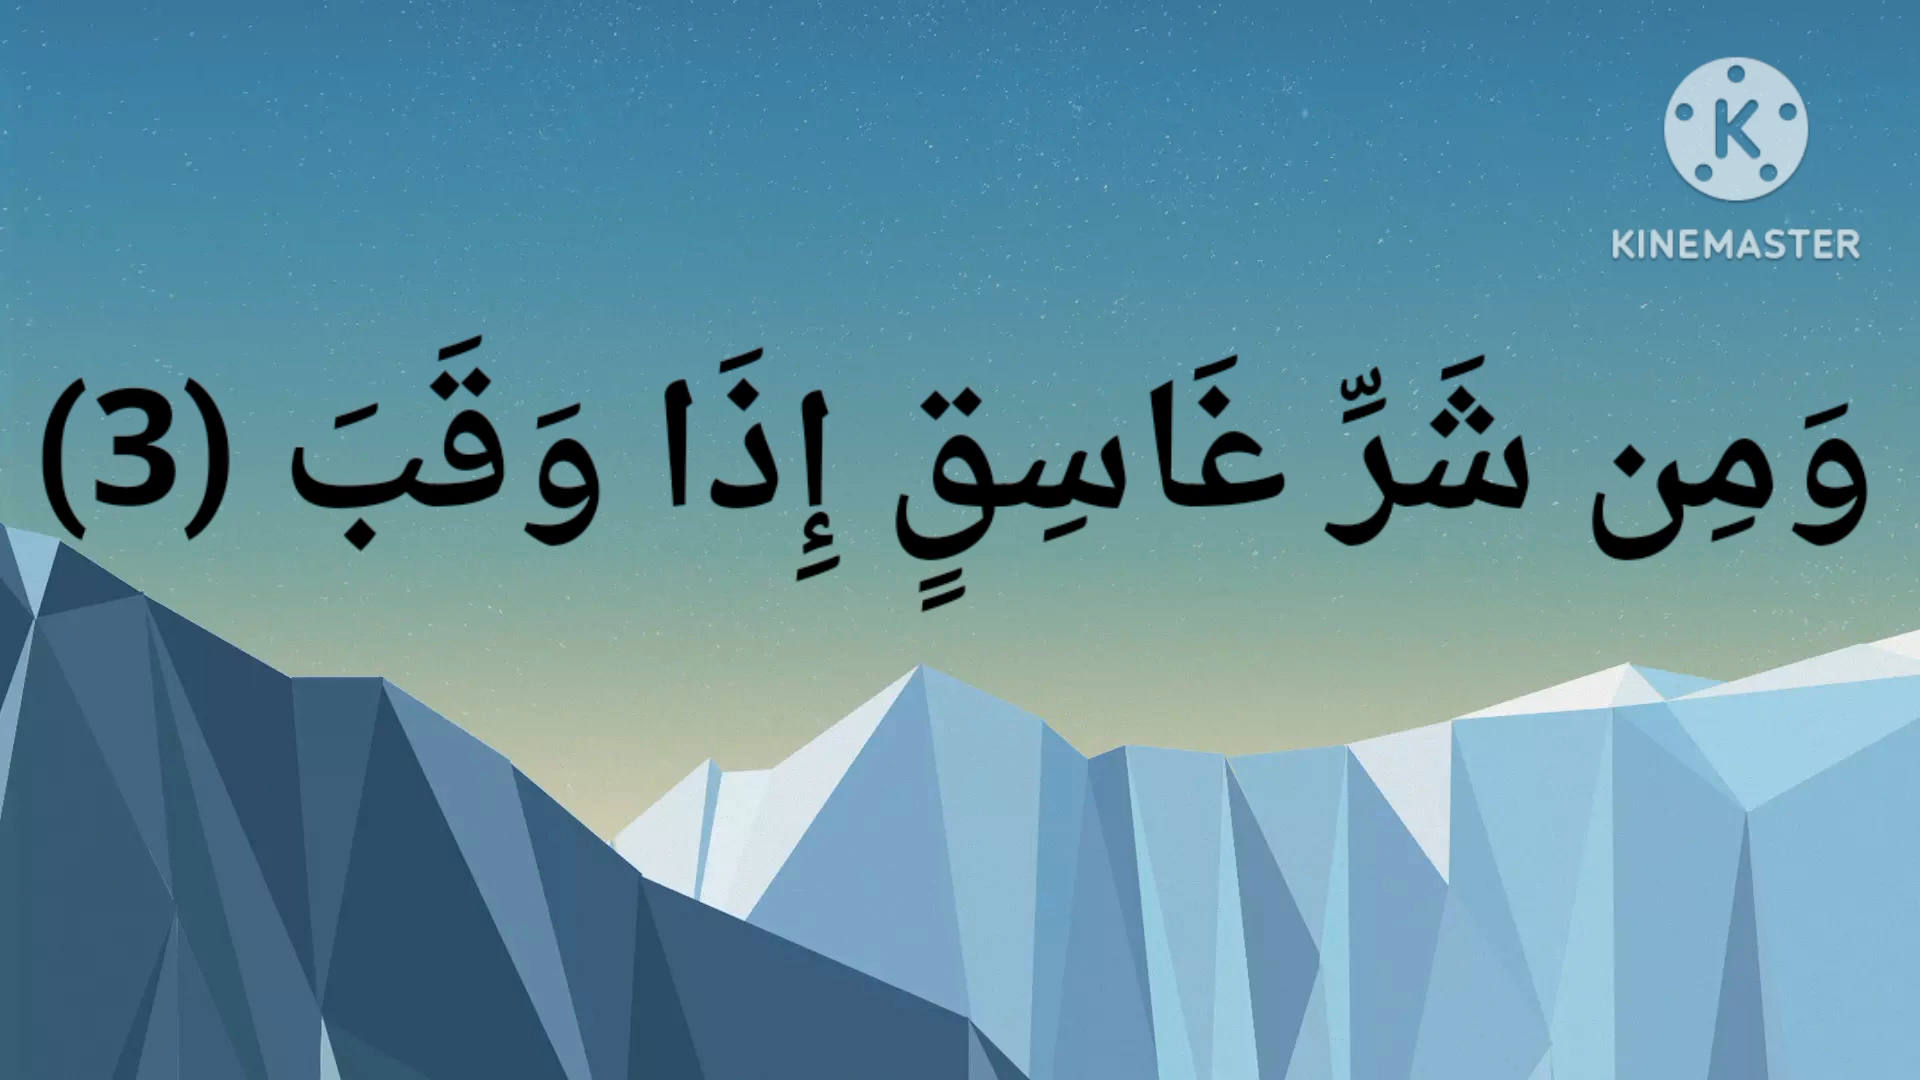 K
KINEMASTER
وَمِن شَرِّ غَاسِقٍ إِذَا وَقَبَ (3)